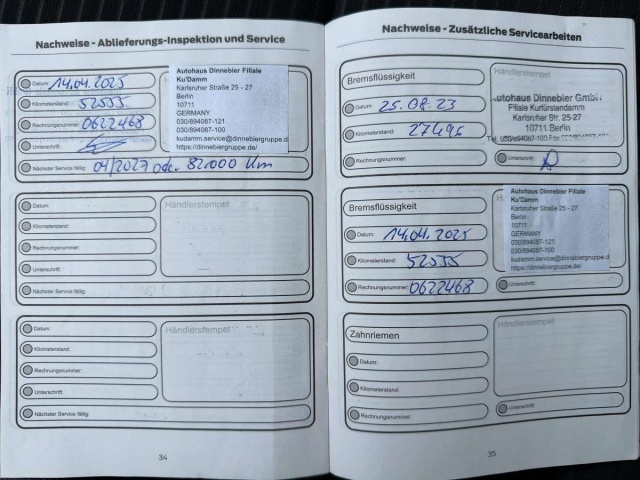 Nachweise - Ablieferungs-Inspektion und Service
Datum: 14.04.2025
Kilometerstand: 52555
Rechnungsnummer: 0622468
Unterschrift:
Nächster Service fällig: 04/2027 od. 82.000 Km
Autohaus Dinnebier Filiale
Ku'Damm
Karlsruher Straße 25 - 27
Berlin
10711
GERMANY
030/894087-121
030/894087-100
kudamm.service@dinnebiergruppe.de
https://dinnebiergruppe.de/
Datum:
Kilometerstand:
Rechnungsnummer:
Unterschrift:
Nächster Service fällig:
Händlerstempel
Datum:
Kilometerstand:
Rechnungsnummer:
Unterschrift:
Nächster Service fällig:
Händlerstempel
34
Nachweise - Zusätzliche Servicearbeiten
Bremsflüssigkeit
Datum: 25.08.23
Kilometerstand: 27495
Rechnungsnummer:
Händlerstempel
utohaus Dinnebier GmbH
Filiale Kurfürstendamm
Karlsruher Str. 25-27
10711 Berlin
Unterschrift:
Bremsflüssigkeit
Datum: 14.04.2025
Kilometerstand: 52555
Rechnungsnummer: 0622468
Autohaus Dinnebier Filiale
Ku'Damm
Karlsruher Straße 25 - 27
Berlin
10711
GERMANY
030/894087-121
030/894087-100
kudamm.service@dinnebiergruppe.d
https://dinnebiergruppe.de/
Unterschrift:
Zahnriemen
Datum:
Kilometerstand:
Rechnungsnummer:
Händlerstempel
Unterschrift:
35